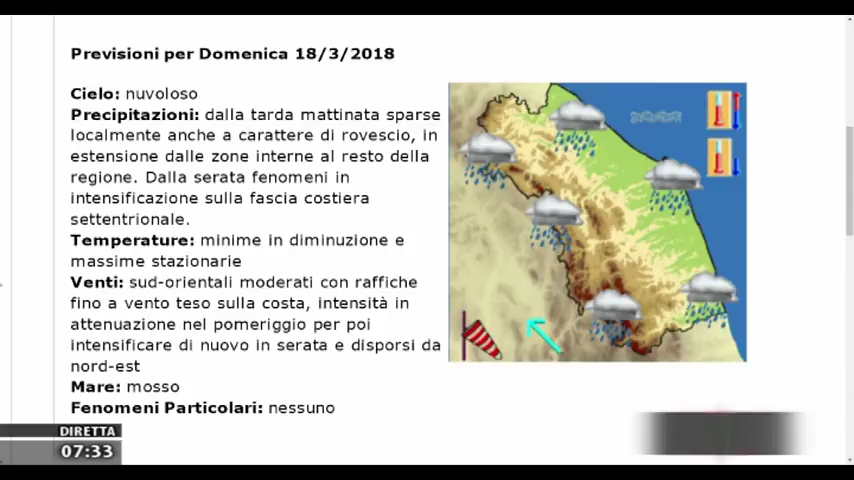 Previsioni per Domenica 18/3/2018
Cielo: nuvoloso
Precipitazioni: dalla tarda mattinata sparse
localmente anche a carattere di rovescio, in
estensione dalle zone interne al resto della
regione. Dalla serata fenomeni in
intensificazione sulla fascia costiera
settentrionale.
Temperature: minime in diminuzione e
massime stazionarie
Venti: sud-orientali moderati con raffiche
fino a vento teso sulla costa, intensità in
attenuazione nel pomeriggio per poi
intensificare di nuovo in serata e disporsi da
nord-est
Mare: mosso
Fenomeni Particolari: nessuno
DIRETTA
07:33